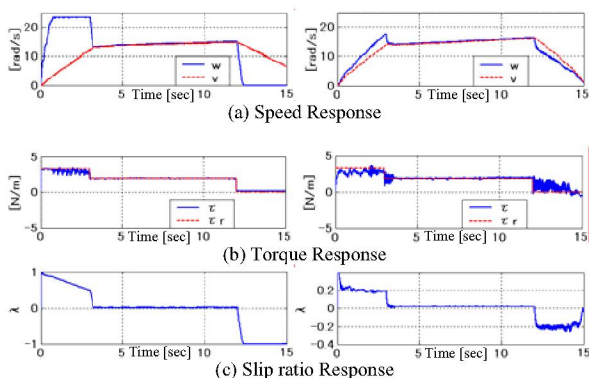 [rad/s]
20
10
0
w
v
0
5
Time [sec]
10
15
[rad/s]
20
10
0
w
v
0
5
Time [sec]
10
15
(a) Speed Response
[N/m]
5
0
-5
τ
τ r
0
5
Time [sec]
10
15
[N/m]
5
0
-5
τ
τ r
0
5
Time [sec]
10
15
(b) Torque Response
λ
1
0
-1
0
5
Time [sec]
10
15
λ
0.2
0
-0.2
-0.4
0
5
Time [sec]
10
15
(c) Slip ratio Response